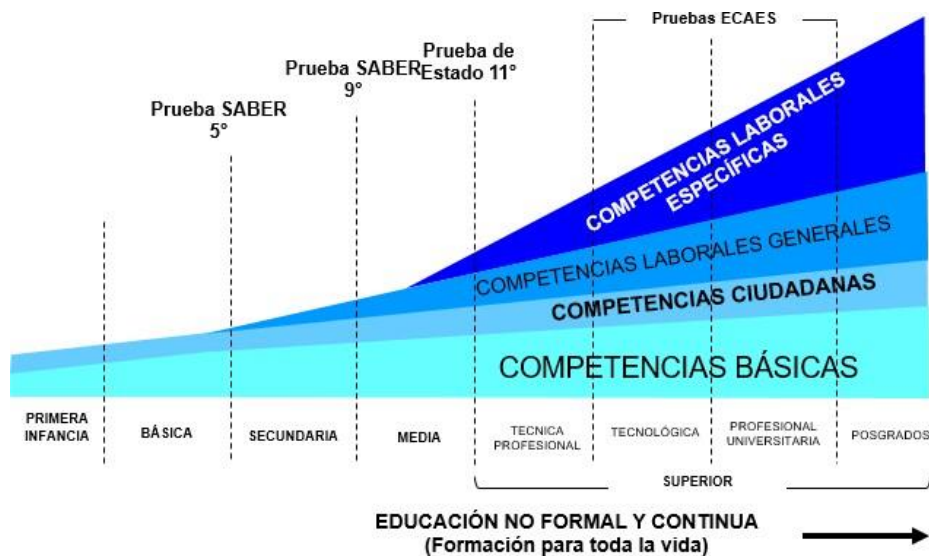 Pruebas ECAES
Prueba de
Estado 11°
Prueba SABER
9°
Prueba SABER
5°
COMPETENCIAS LABORALES
ESPECÍFICAS
COMPETENCIAS LABORALES GENERALES
COMPETENCIAS CIUDADANAS
COMPETENCIAS BÁSICAS
PRIMERA
INFANCIA
BÁSICA
SECUNDARIA
MEDIA
TECNICA
PROFESIONAL
TECNOLÓGICA
PROFESIONAL
UNIVERSITARIA
POSGRADOS
SUPERIOR
EDUCACIÓN NO FORMAL Y CONTINUA
(Formación para toda la vida)